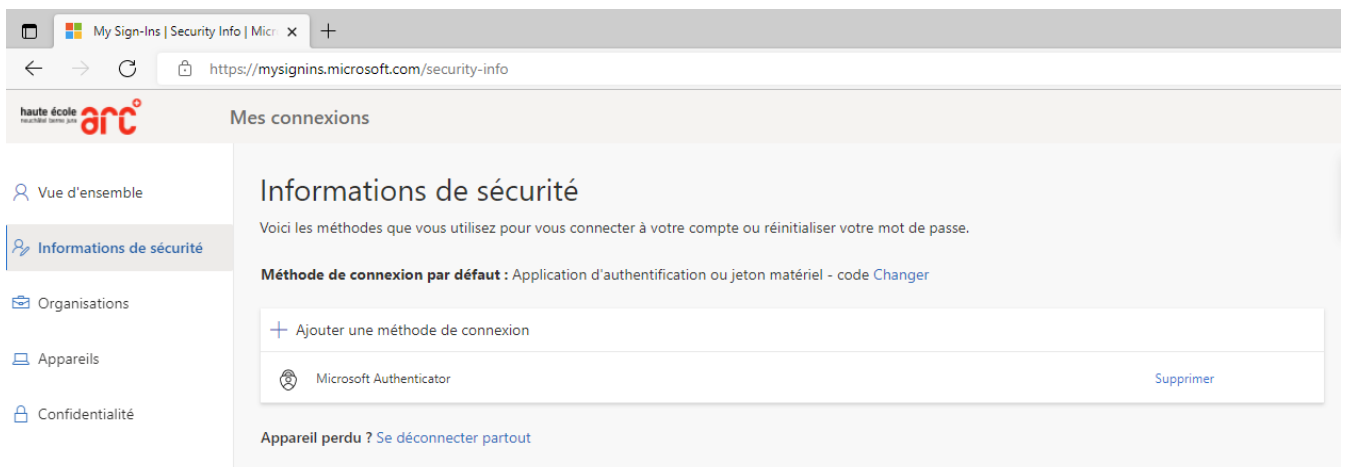 My Sign-Ins | Security Info | Micr
https://mysignins.microsoft.com/security-info
haute école arc
neuchâtel berne jura
Mes connexions
Vue d'ensemble
Informations de sécurité
Organisations
Appareils
Confidentialité
Informations de sécurité
Voici les méthodes que vous utilisez pour vous connecter à votre compte ou réinitialiser votre mot de passe.
Méthode de connexion par défaut : Application d'authentification ou jeton matériel - code Changer
Ajouter une méthode de connexion
Microsoft Authenticator Supprimer
Appareil perdu ? Se déconnecter partout